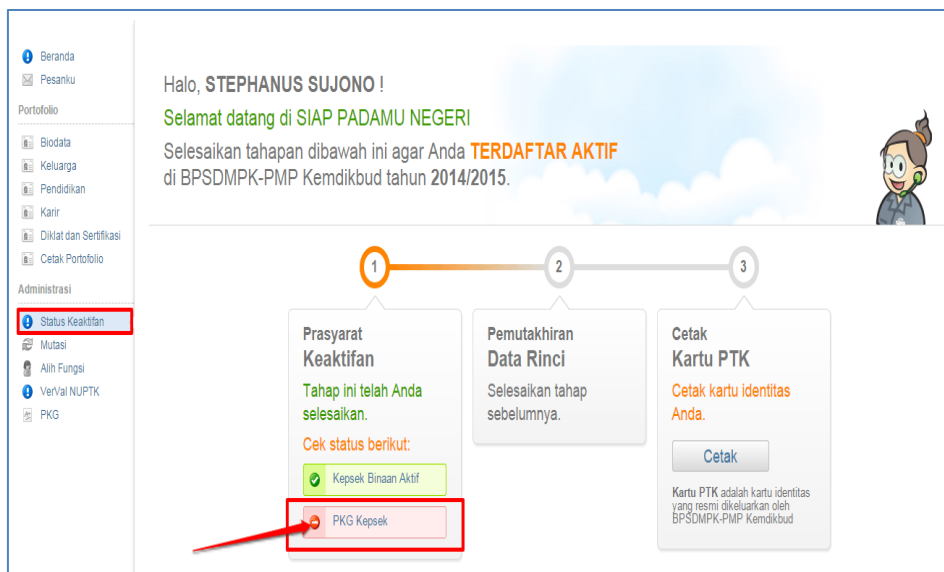 Beranda
Pesanku
Portofolio
Biodata
Keluarga
Pendidikan
Karir
Diklat dan Sertifikasi
Cetak Portofolio
Administrasi
Status Keaktifan
Mutasi
Alih Fungsi
VerVal NUPTK
PKG
Halo, STEPHANUS SUJONO !
Selamat datang di SIAP PADAMU NEGERI
Selesaikan tahapan dibawah ini agar Anda TERDAFTAR AKTIF
di BPSDMPK-PMP Kemdikbud tahun 2014/2015.
1
2
3
Prasyarat
Keaktifan
Tahap ini telah Anda
selesaikan.
Cek status berikut:
Kepsek Binaan Aktif
PKG Kepsek
Pemutakhiran
Data Rinci
Selesaikan tahap
sebelumnya.
Cetak
Kartu PTK
Cetak kartu identitas
Anda.
Cetak
Kartu PTK adalah kartu identitas
yang resmi dikeluarkan oleh
BPSDMPK-PMP Kemdikbud